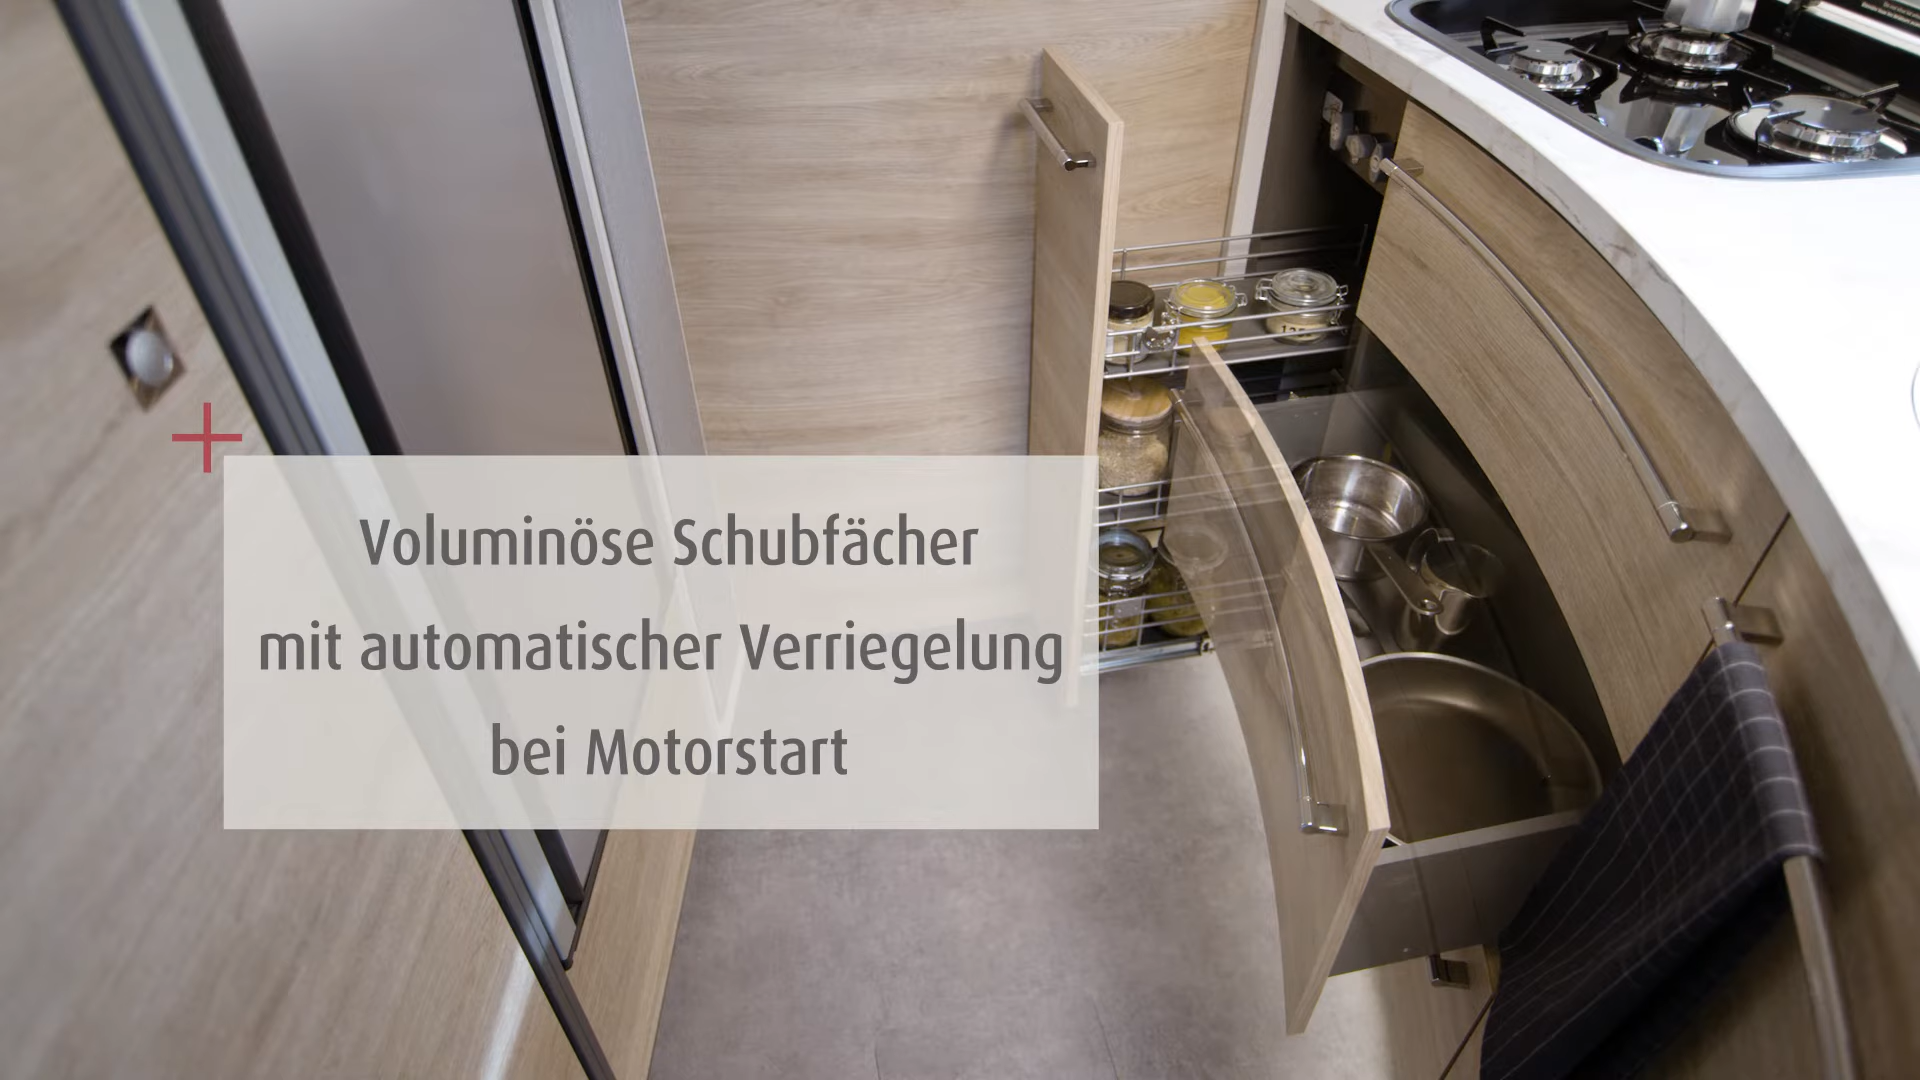 Voluminöse Schubfächer
mit automatischer Verriegelung
bei Motorstart